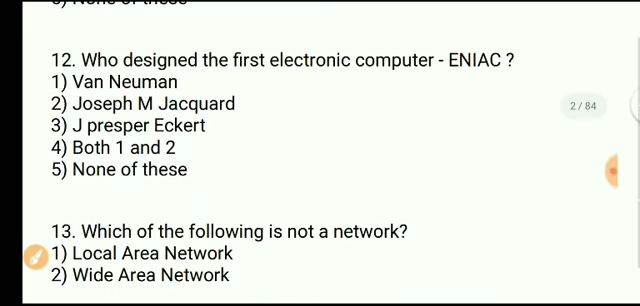 12. Who designed the first electronic computer - ENIAC ?
1) Van Neuman
2) Joseph M Jacquard
3) J presper Eckert
4) Both 1 and 2
5) None of these
2 / 84
13. Which of the following is not a network?
1) Local Area Network
2) Wide Area Network